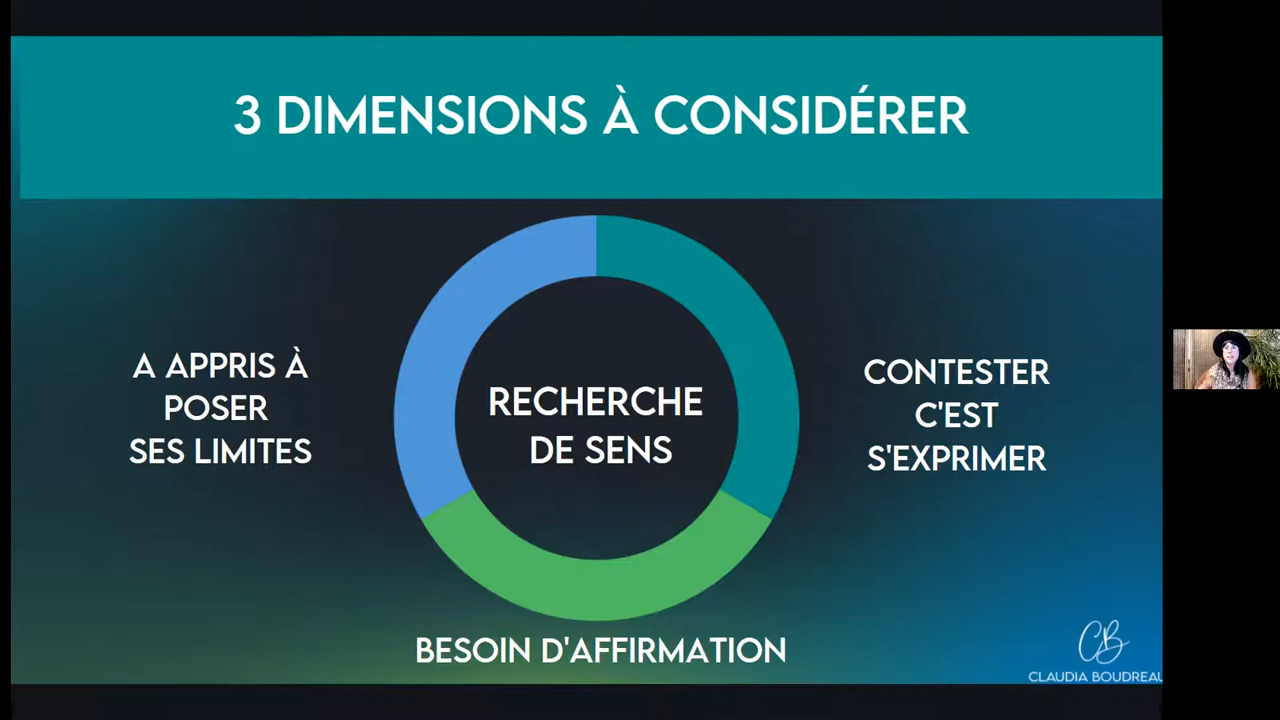 3 DIMENSIONS À CONSIDÉRER
A APPRIS À
POSER
SES LIMITES
RECHERCHE
DE SENS
CONTESTER
C'EST
S'EXPRIMER
BESOIN D'AFFIRMATION
CB
CLAUDIA BOUDREAU